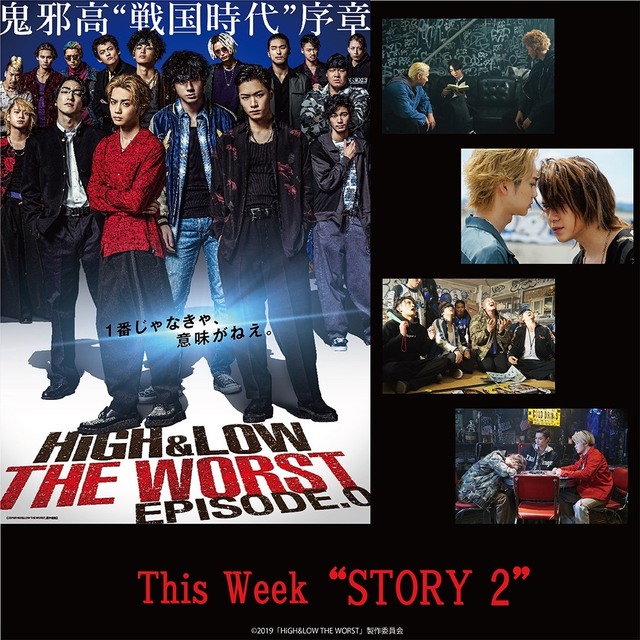 鬼邪高“戦国時代”序章
1番じゃなきゃ、
意味がねえ。
HiGH&LOW
THE WORST
EPISODE.0
This Week “STORY 2”
©2019「HiGH&LOW THE WORST」製作委員会